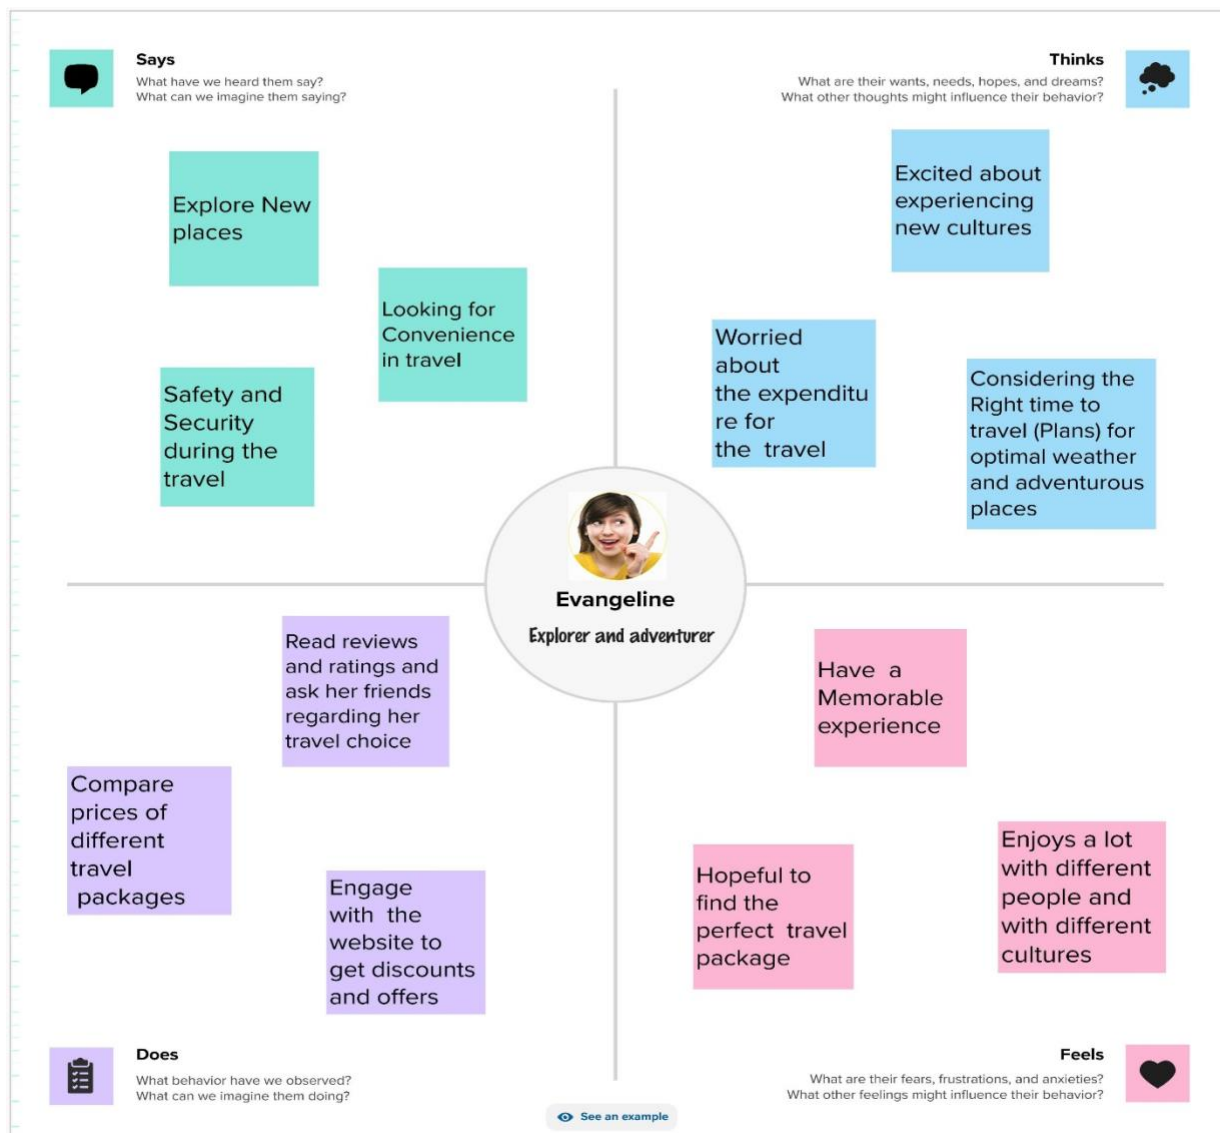 Says
What have we heard them say?
What can we imagine them saying?
Explore New
places
Looking for
Convenience
in travel
Safety and
Security
during the
travel
Thinks
What are their wants, needs, hopes, and dreams?
What other thoughts might influence their behavior?
Excited about
experiencing
new cultures
Worried
about
the expenditu
re for
the travel
Considering the
Right time to
travel (Plans) for
optimal weather
and adventurous
places
Evangeline
Explorer and adventurer
Read reviews
and ratings and
ask her friends
regarding her
travel choice
Compare
prices of
different
travel
packages
Engage
with the
website to
get discounts
and offers
Does
What behavior have we observed?
What can we imagine them doing?
Have a
Memorable
experience
Hopeful to
find the
perfect travel
package
Enjoys a lot
with different
people and
with different
cultures
Feels
What are their fears, frustrations, and anxieties?
What other feelings might influence their behavior?
See an example